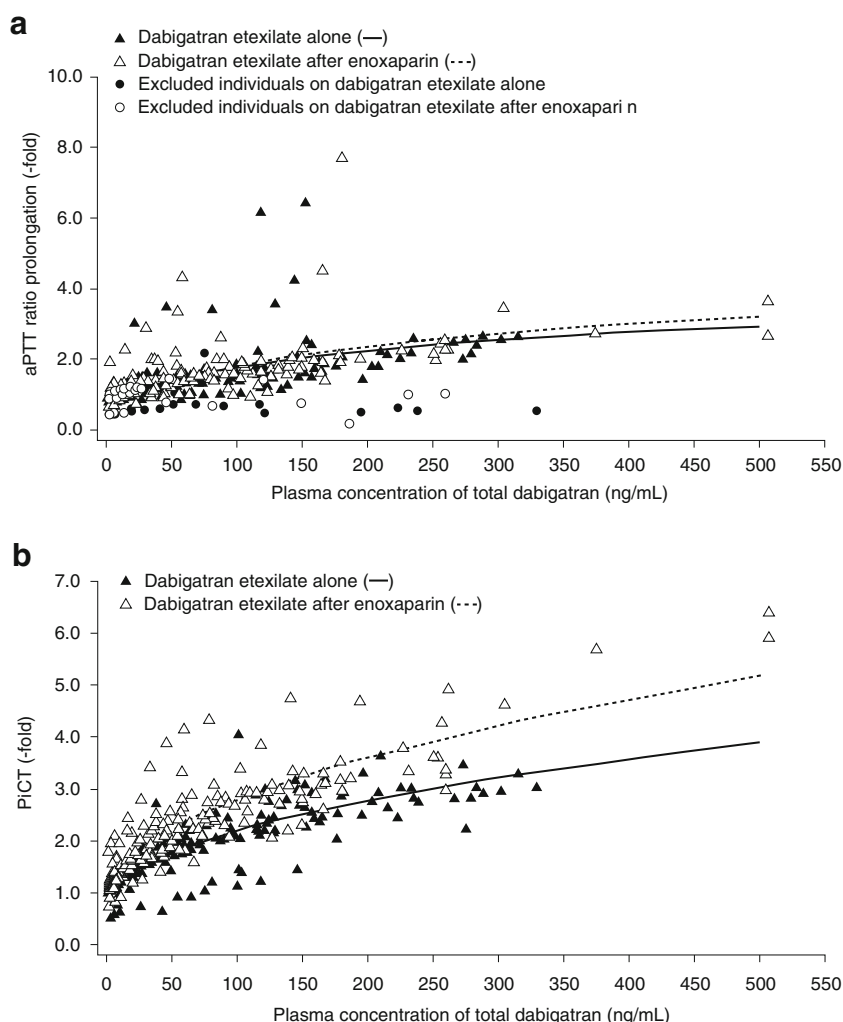 a
▲ Dabigatran etexilate alone (—)
△ Dabigatran etexilate after enoxaparin (---)
● Excluded individuals on dabigatran etexilate alone
○ Excluded individuals on dabigatran etexilate after enoxapari n
10.0
8.0
6.0
4.0
2.0
0.0
aPTT ratio prolongation (-fold)
0 50 100 150 200 250 300 350 400 450 500 550
Plasma concentration of total dabigatran (ng/mL)
b
▲ Dabigatran etexilate alone (—)
△ Dabigatran etexilate after enoxaparin (---)
7.0
6.0
5.0
4.0
3.0
2.0
1.0
0.0
PiCT (-fold)
0 50 100 150 200 250 300 350 400 450 500 550
Plasma concentration of total dabigatran (ng/mL)